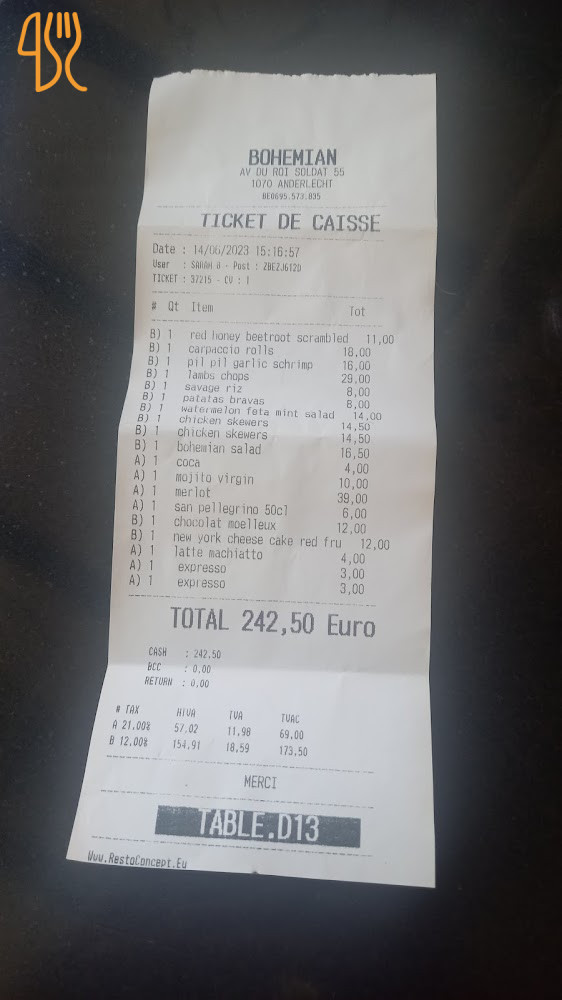 BOHEMIAN
AV DU ROI SOLDAT 55
1070 ANDERLECHT
BE0695.577.835
TICKET DE CAISSE
Date : 14/06/2023 15:16:57
User : SARAH - Post : ZBEZJ612D
TICKET : 37215 - CV : 1
# Qt Item Tot
B) 1 red honey beetroot scrambled 11,00
B) 1 carpaccio rolls 18,00
B) 1 pil pil garlic schrimp 16,00
B) 1 lambs chops 29,00
B) 1 savage riz 8,00
B) 1 patatas bravas 8,00
B) 1 watermelon feta mint salad 14,00
B) 1 chicken skewers 14,50
B) 1 chicken skewers 14,50
B) 1 bohemian salad 16,50
A) 1 coca 4,00
A) 1 mojito virgin 10,00
A) 1 merlot 39,00
A) 1 san pellegrino 50cl 6,00
B) 1 chocolat moelleux 12,00
B) 1 new york cheese cake red fru 12,00
A) 1 latte machiatto 4,00
A) 1 expresso 3,00
A) 1 expresso 3,00
TOTAL 242,50 Euro
CASH : 242.50
BCC : 0,00
RETURN : 0,00
# TAX HTVA TVA TVAC
A 21.00% 57.02 11.98 69.00
B 12.00% 154.91 18.59 173.50
MERCI
TABLE.D13
Www.RestoConcept.Eu